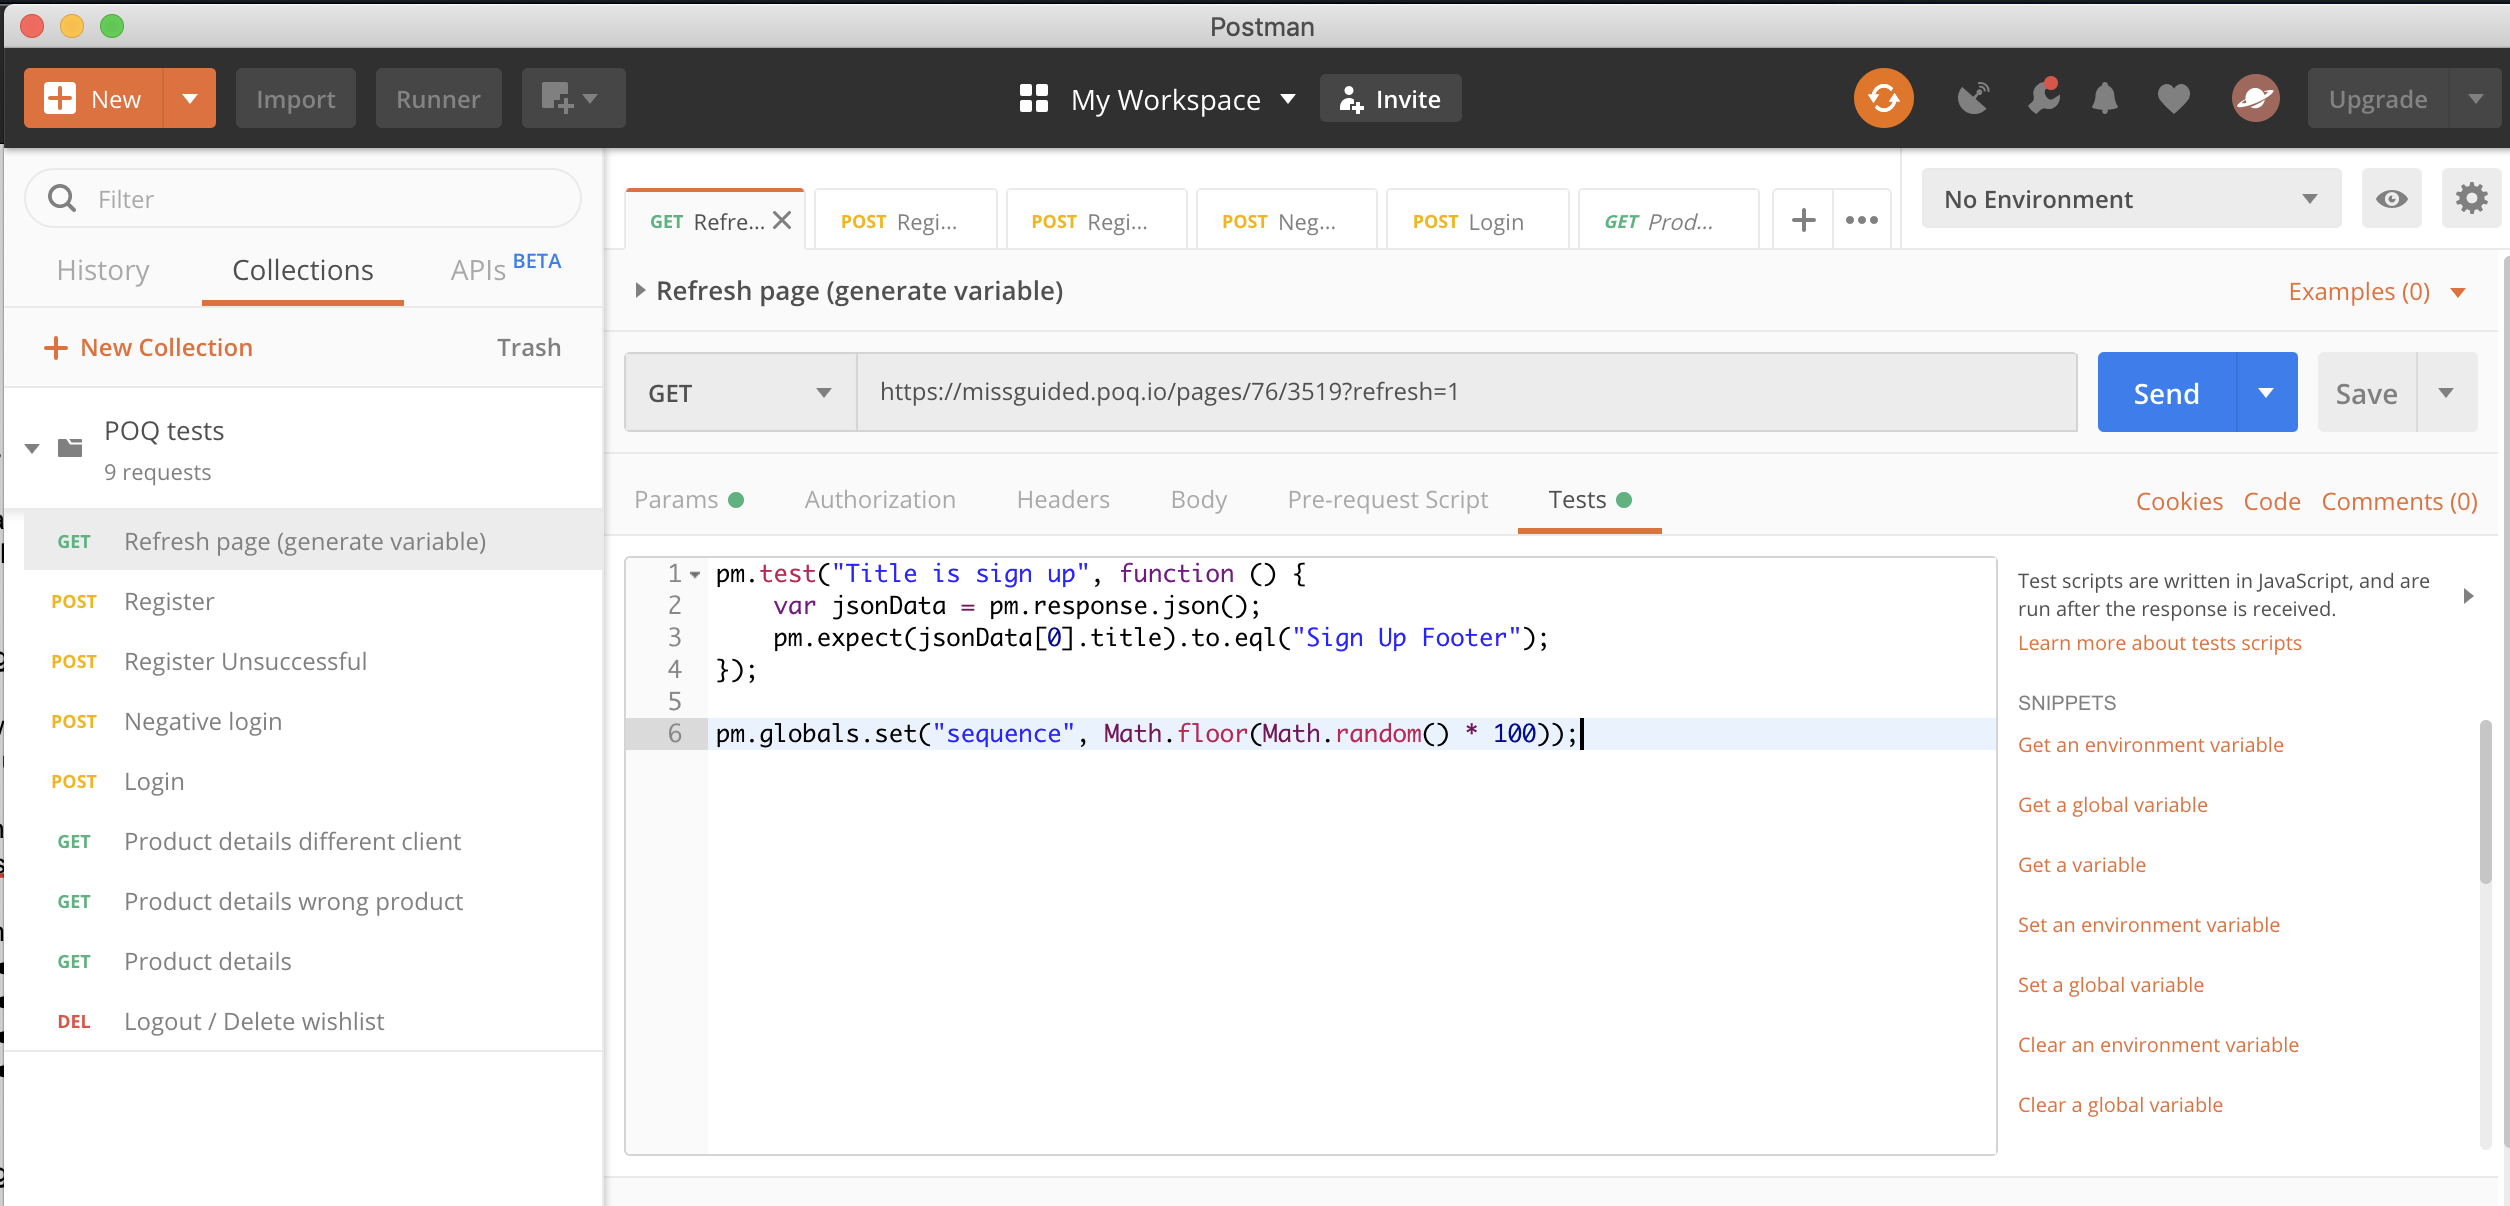 Postman
New
Import
Runner
My Workspace
Invite
Upgrade
Filter
History
Collections
APIs BETA
New Collection
Trash
POQ tests
9 requests
GET Refresh page (generate variable)
POST Register
POST Register Unsuccessful
POST Negative login
POST Login
GET Product details different client
GET Product details wrong product
GET Product details
DEL Logout / Delete wishlist
GET Refre...
POST Regi...
POST Regi...
POST Neg...
POST Login
GET Prod...
No Environment
Refresh page (generate variable)
Examples (0)
GET
https://missguided.poq.io/pages/76/3519?refresh=1
Send
Save
Params
Authorization
Headers
Body
Pre-request Script
Tests
Cookies
Code
Comments (0)
1 pm.test("Title is sign up", function () {
2 var jsonData = pm.response.json();
3 pm.expect(jsonData[0].title).to.eql("Sign Up Footer");
4 });
5
6 pm.globals.set("sequence", Math.floor(Math.random() * 100));
Test scripts are written in JavaScript, and are
run after the response is received.
Learn more about tests scripts
SNIPPETS
Get an environment variable
Get a global variable
Get a variable
Set an environment variable
Set a global variable
Clear an environment variable
Clear a global variable